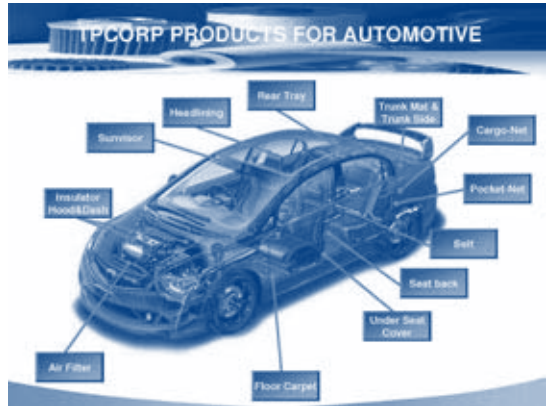 TPCORP PRODUCTS FOR AUTOMOTIVE
Rear Tray
Headlining
Trunk Mat &
Trunk Side
Sunvisor
Cargo-Net
Pocket-Net
Insulator
Hood&Dash
Belt
Seat back
Under Seat
Cover
Air Filter
Floor Carpet